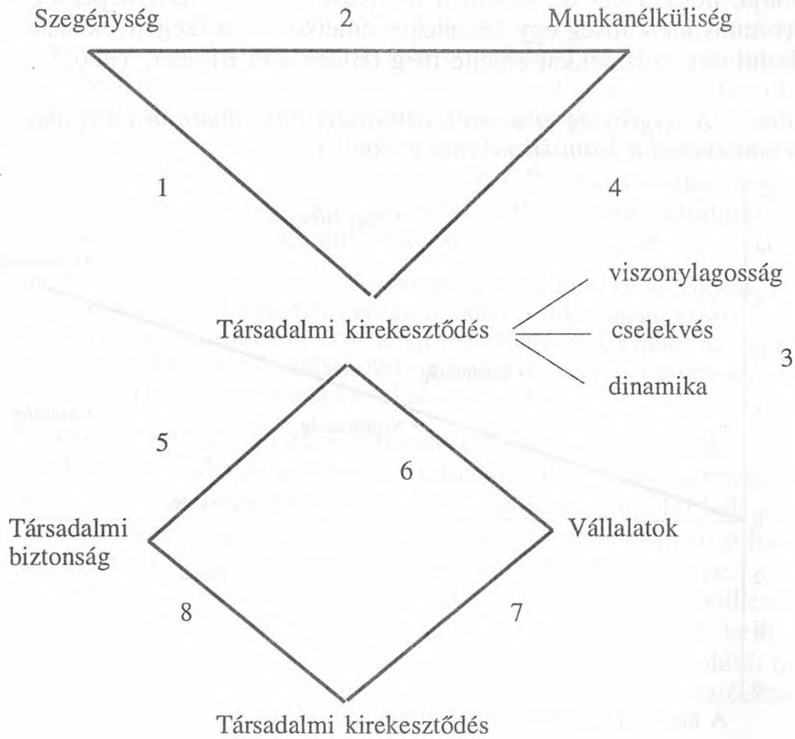 Szegénység 2 Munkanélküliség
1 4
viszonylagosság
Társadalmi kirekesztődés cselekvés
3
dinamika
5 6
Társadalmi Vállalatok
biztonság
8 7
Társadalmi kirekesztődés